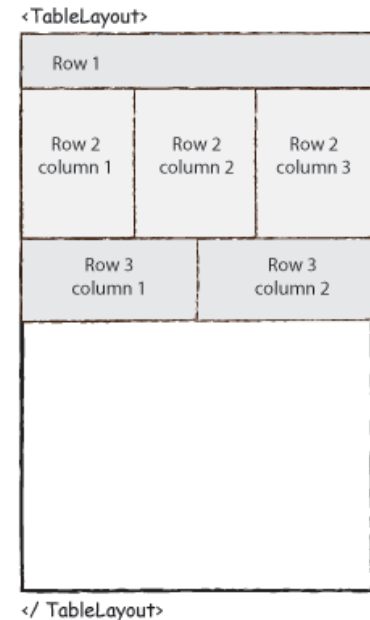 <TableLayout>
Row 1
Row 2
column 1
Row 2
column 2
Row 2
column 3
Row 3
column 1
Row 3
column 2
</ TableLayout>